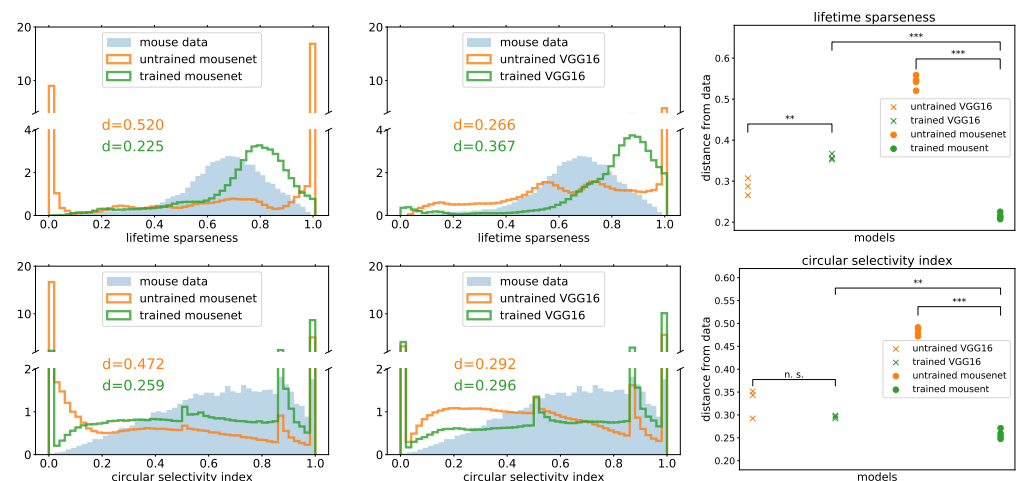 20
10
4
2
0
mouse data
untrained mousenet
trained mousenet
d=0.520
d=0.225
0.0 0.2 0.4 0.6 0.8 1.0
lifetime sparseness
20
10
4
2
0
mouse data
untrained VGG16
trained VGG16
d=0.266
d=0.367
0.0 0.2 0.4 0.6 0.8 1.0
lifetime sparseness
lifetime sparseness
distance from data
0.6
0.5
0.4
0.3
0.2
***
***
**
untrained VGG16
trained VGG16
untrained mousenet
trained mousent
models
20
10
2
1
0
mouse data
untrained mousenet
trained mousenet
d=0.472
d=0.259
0.0 0.2 0.4 0.6 0.8 1.0
circular selectivity index
20
10
2
1
0
mouse data
untrained VGG16
trained VGG16
d=0.292
d=0.296
0.0 0.2 0.4 0.6 0.8 1.0
circular selectivity index
circular selectivity index
distance from data
0.60
0.55
0.50
0.45
0.40
0.35
0.30
0.25
0.20
**
***
n. s.
untrained VGG16
trained VGG16
untrained mousenet
trained mousent
models